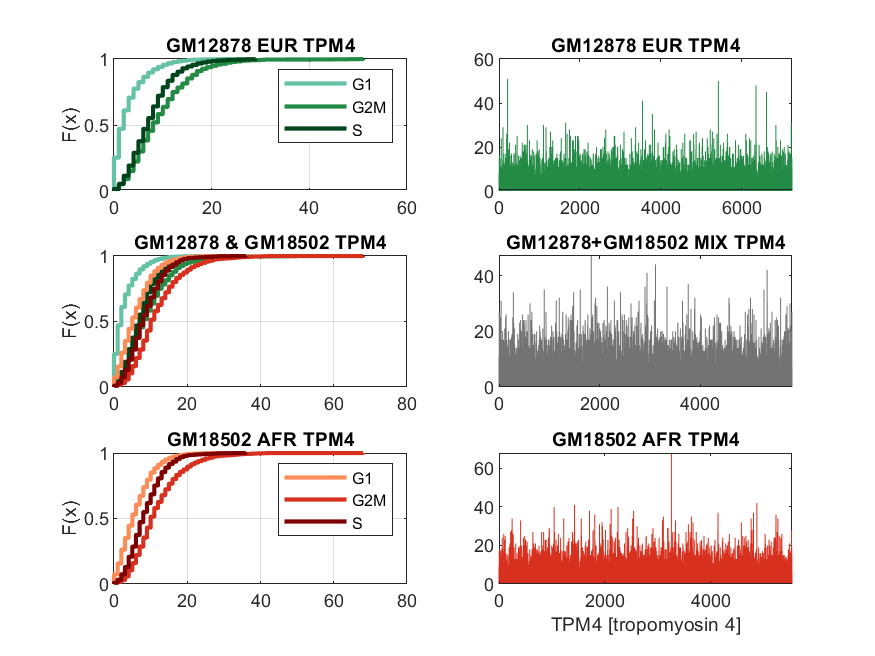 GM12878 EUR TPM4
1
0.5
0
F(x)
0 20 40 60
G1
G2M
S
GM12878 EUR TPM4
60
40
20
0
0 2000 4000 6000
GM12878 & GM18502 TPM4
1
0.5
0
F(x)
0 20 40 60 80
GM12878+GM18502 MIX TPM4
40
20
0
0 2000 4000
GM18502 AFR TPM4
1
0.5
0
F(x)
0 20 40 60 80
G1
G2M
S
GM18502 AFR TPM4
60
40
20
0
0 2000 4000
TPM4 [tropomyosin 4]